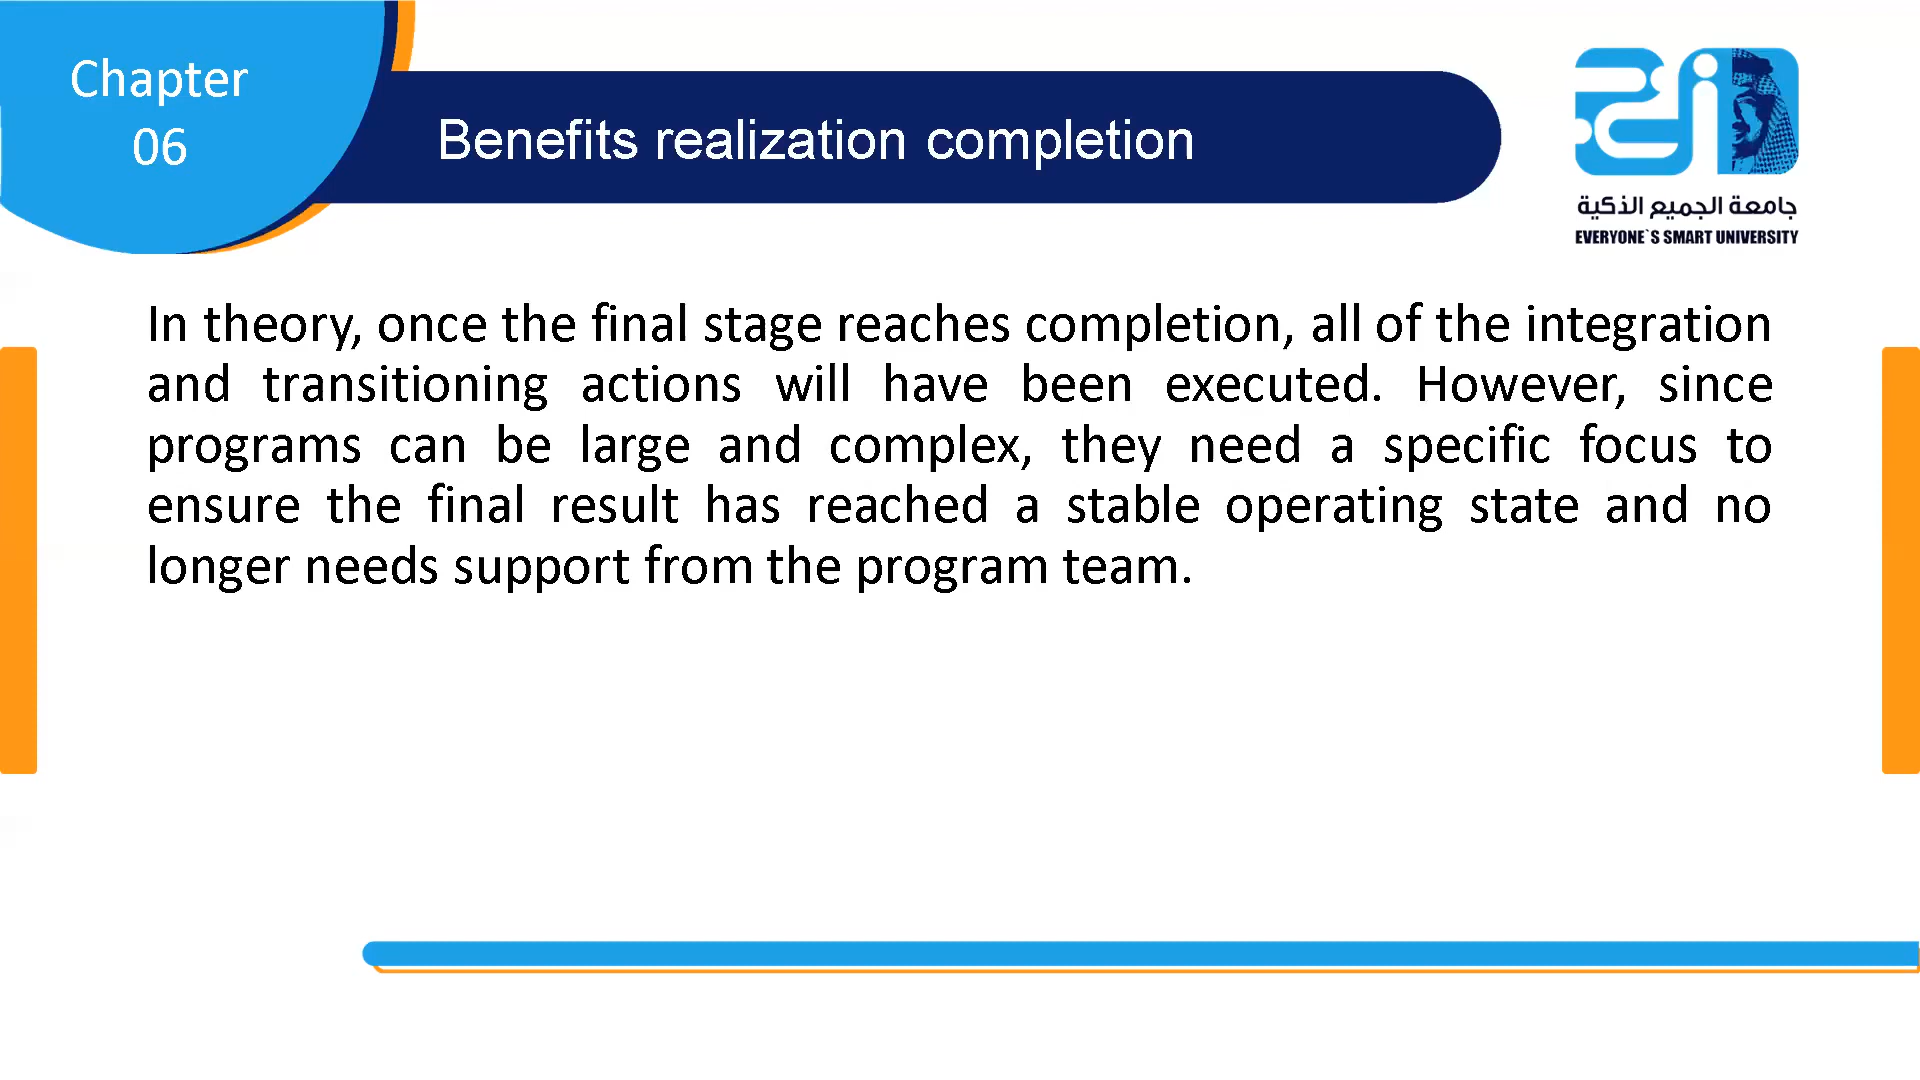 Chapter
06
Benefits realization completion
جامعة الجميع الذكية
EVERYONE`S SMART UNIVERSITY
In theory, once the final stage reaches completion, all of the integration
and transitioning actions will have been executed. However, since
programs can be large and complex, they need a specific focus to
ensure the final result has reached a stable operating state and no
longer needs support from the program team.